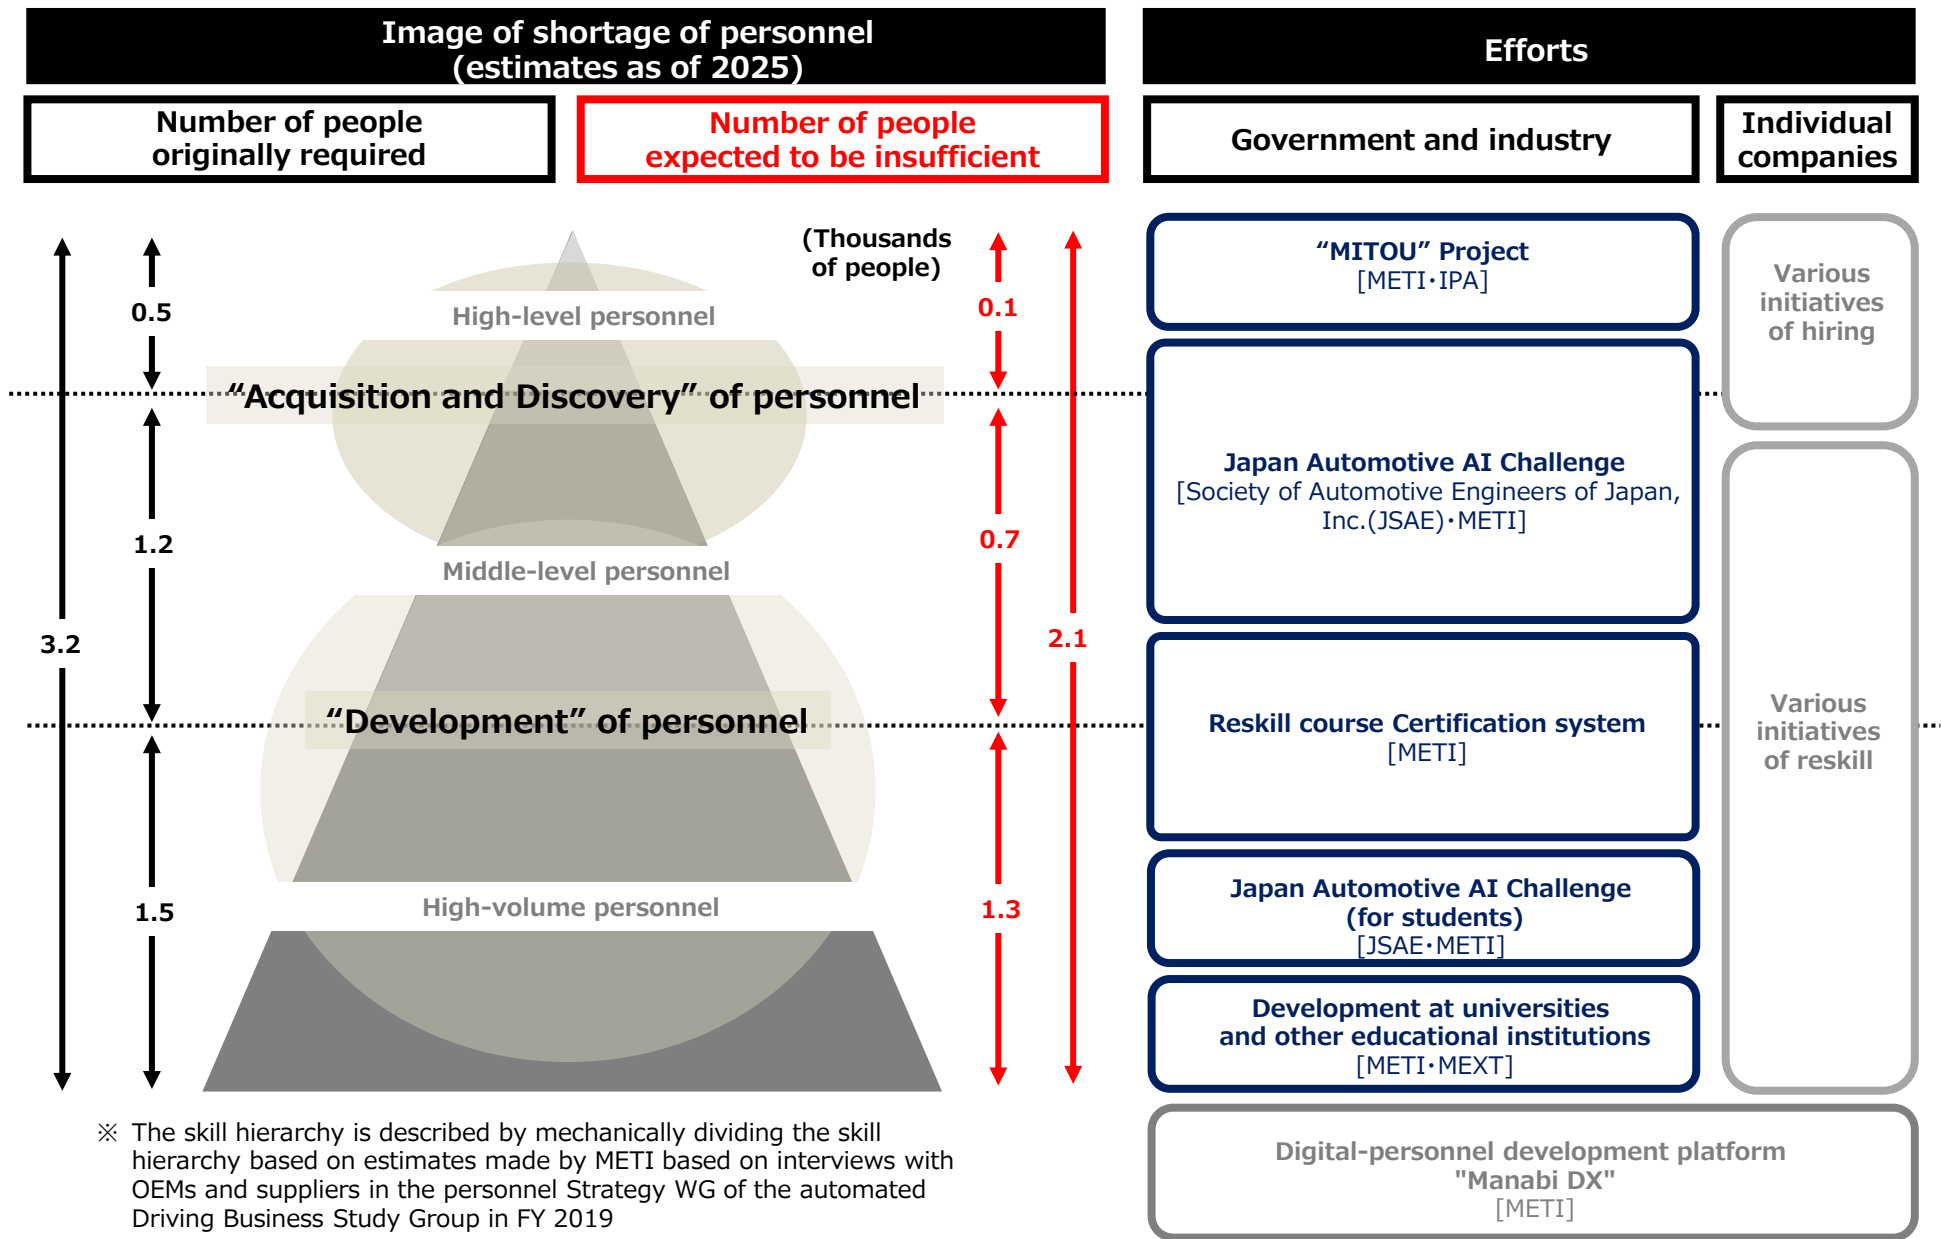 Image of shortage of personnel
(estimates as of 2025)
Efforts
Number of people
originally required
Number of people
expected to be insufficient
Government and industry
Individual
companies
(Thousands
of people)
3.2
0.5
1.2
1.5
High-level personnel
“Acquisition and Discovery” of personnel
Middle-level personnel
“Development” of personnel
High-volume personnel
0.1
0.7
1.3
2.1
“MITOU” Project
[METI・IPA]
Japan Automotive AI Challenge
[Society of Automotive Engineers of Japan,
Inc.(JSAE)・METI]
Reskill course Certification system
[METI]
Japan Automotive AI Challenge
(for students)
[JSAE・METI]
Development at universities
and other educational institutions
[METI・MEXT]
Various
initiatives
of hiring
Various
initiatives
of reskill
Digital-personnel development platform
"Manabi DX"
[METI]
※ The skill hierarchy is described by mechanically dividing the skill
hierarchy based on estimates made by METI based on interviews with
OEMs and suppliers in the personnel Strategy WG of the automated
Driving Business Study Group in FY 2019